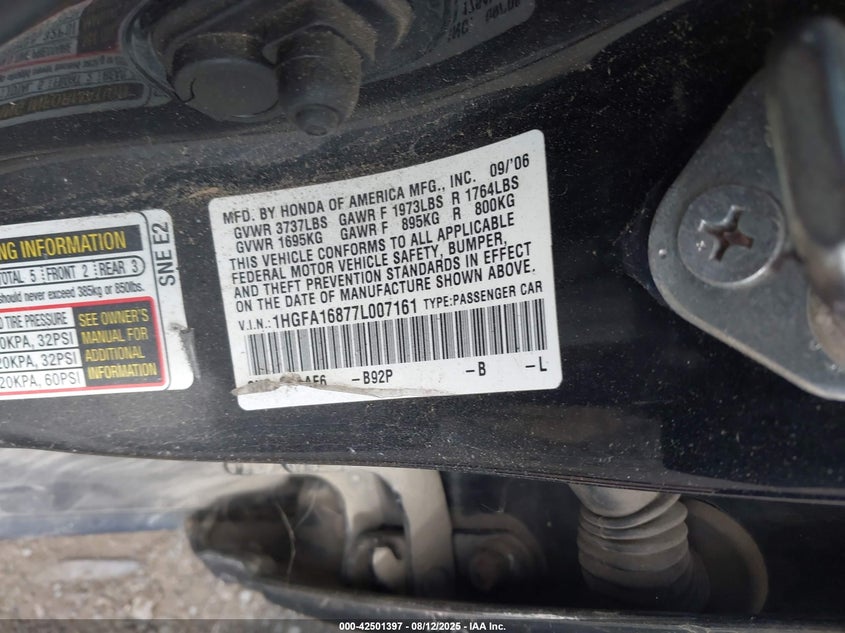 MFD. BY HONDA OF AMERICA MFG., INC. 09/'06
GVWR 3737LBS GAWR F 1973LBS R 1764LBS
GVWR 1695KG GAWR F 895KG R 800KG
THIS VEHICLE CONFORMS TO ALL APPLICABLE
FEDERAL MOTOR VEHICLE SAFETY, BUMPER,
AND THEFT PREVENTION STANDARDS IN EFFECT
ON THE DATE OF MANUFACTURE SHOWN ABOVE.
V.I.N.: 1HGFA16877L007161 TYPE:PASSENGER CAR
-B92P -B -L
INFORMATION
TOTAL 5 FRONT 2 REAR 3
should never exceed 385kg or 850lbs.
TIRE PRESSURE
KPA, 32PSI
20KPA, 32PSI
20KPA, 60PSI
SEE OWNER'S
MANUAL FOR
ADDITIONAL
INFORMATION
SNE E2
000-42501397 - 08/12/2025 - IAA Inc.